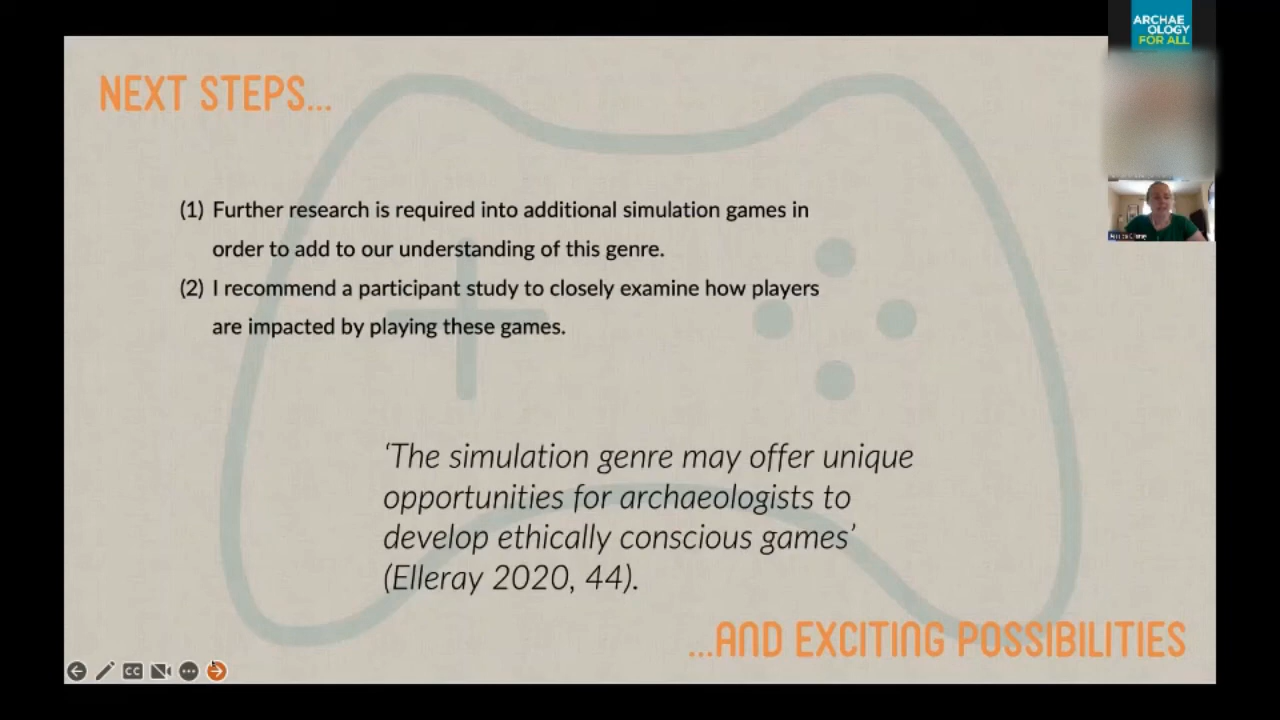 ARCHAE
OLOGY
FOR ALL
NEXT STEPS...
(1) Further research is required into additional simulation games in
order to add to our understanding of this genre.
(2) I recommend a participant study to closely examine how players
are impacted by playing these games.
‘The simulation genre may offer unique
opportunities for archaeologists to
develop ethically conscious games’
(Elleray 2020, 44).
...AND EXCITING POSSIBILITIES
CC